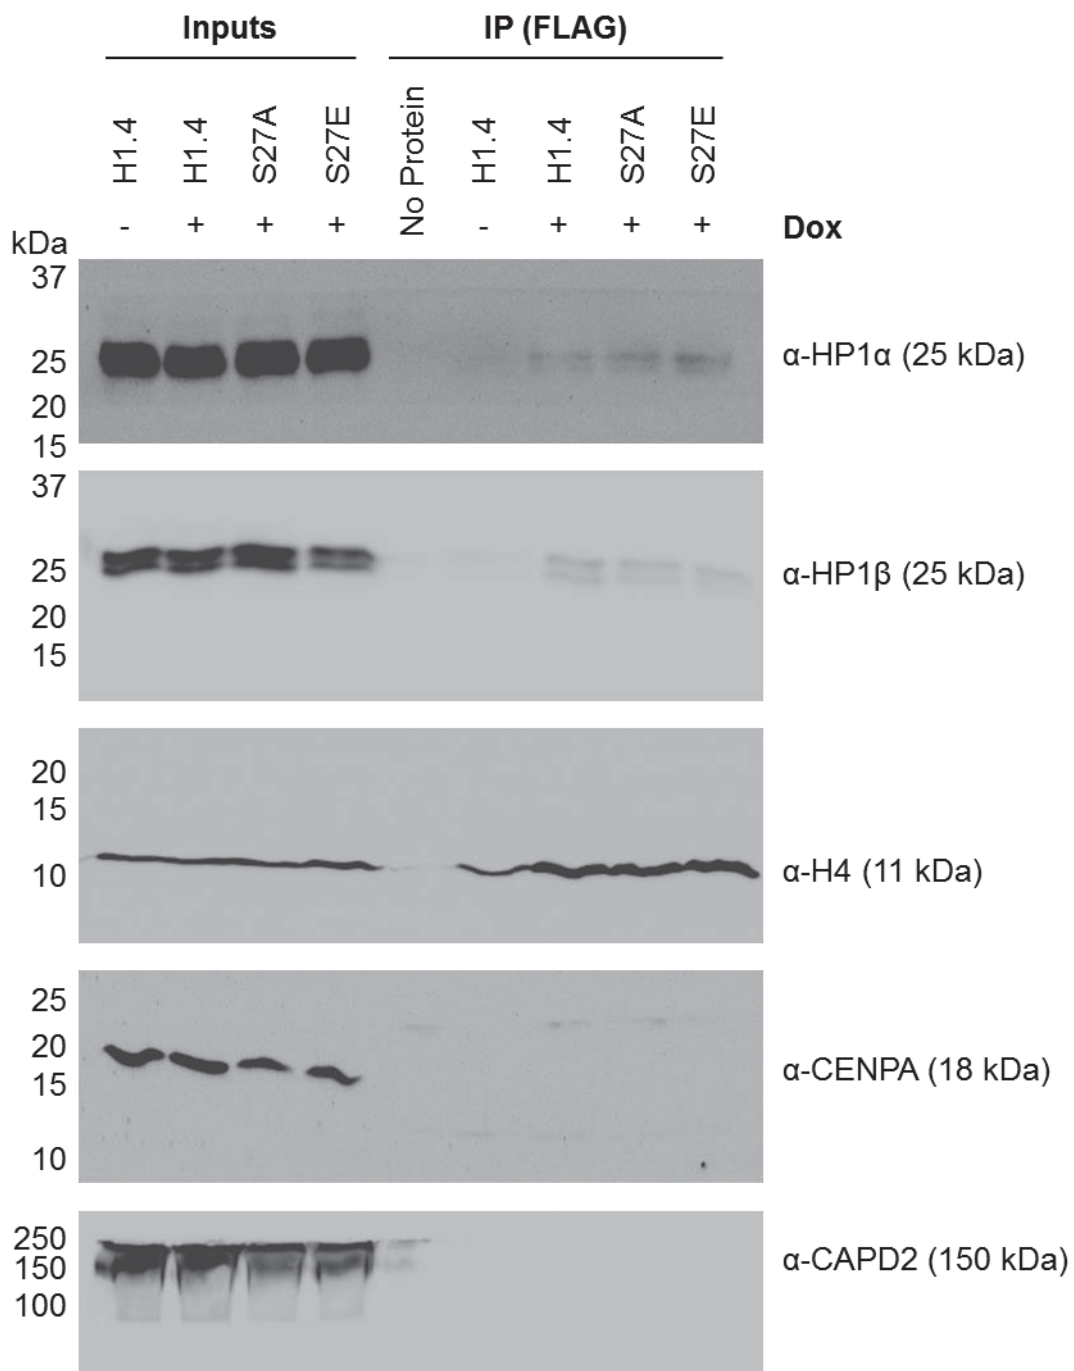 Inputs IP (FLAG)
H1.4 H1.4 S27A S27E No Protein H1.4 H1.4 S27A S27E
- + + + - + + + Dox
kDa
37
25 α-HP1α (25 kDa)
20
15
37
25 α-HP1β (25 kDa)
20
15
20
15
10 α-H4 (11 kDa)
25
20
15 α-CENPA (18 kDa)
10
250
150 α-CAPD2 (150 kDa)
100